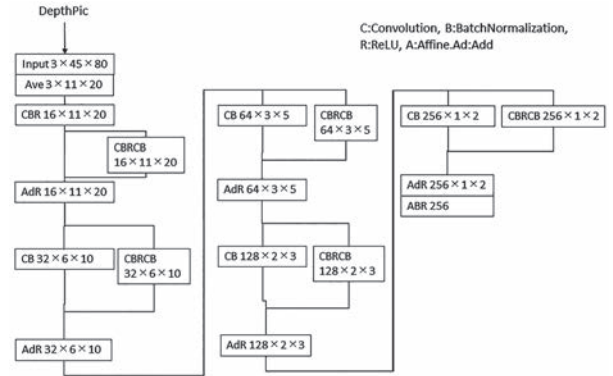 DepthPic
Input 3×45×80
Ave 3×11×20
CBR 16×11×20
CBRCB
16×11×20
AdR 16×11×20
CB 32×6×10
CBRCB
32×6×10
AdR 32×6×10
CB 64×3×5
CBRCB
64×3×5
AdR 64×3×5
CB 128×2×3
CBRCB
128×2×3
AdR 128×2×3
C:Convolution, B:BatchNormalization,
R:ReLU, A:Affine.Ad:Add
CB 256×1×2
CBRCB 256×1×2
AdR 256×1×2
ABR 256